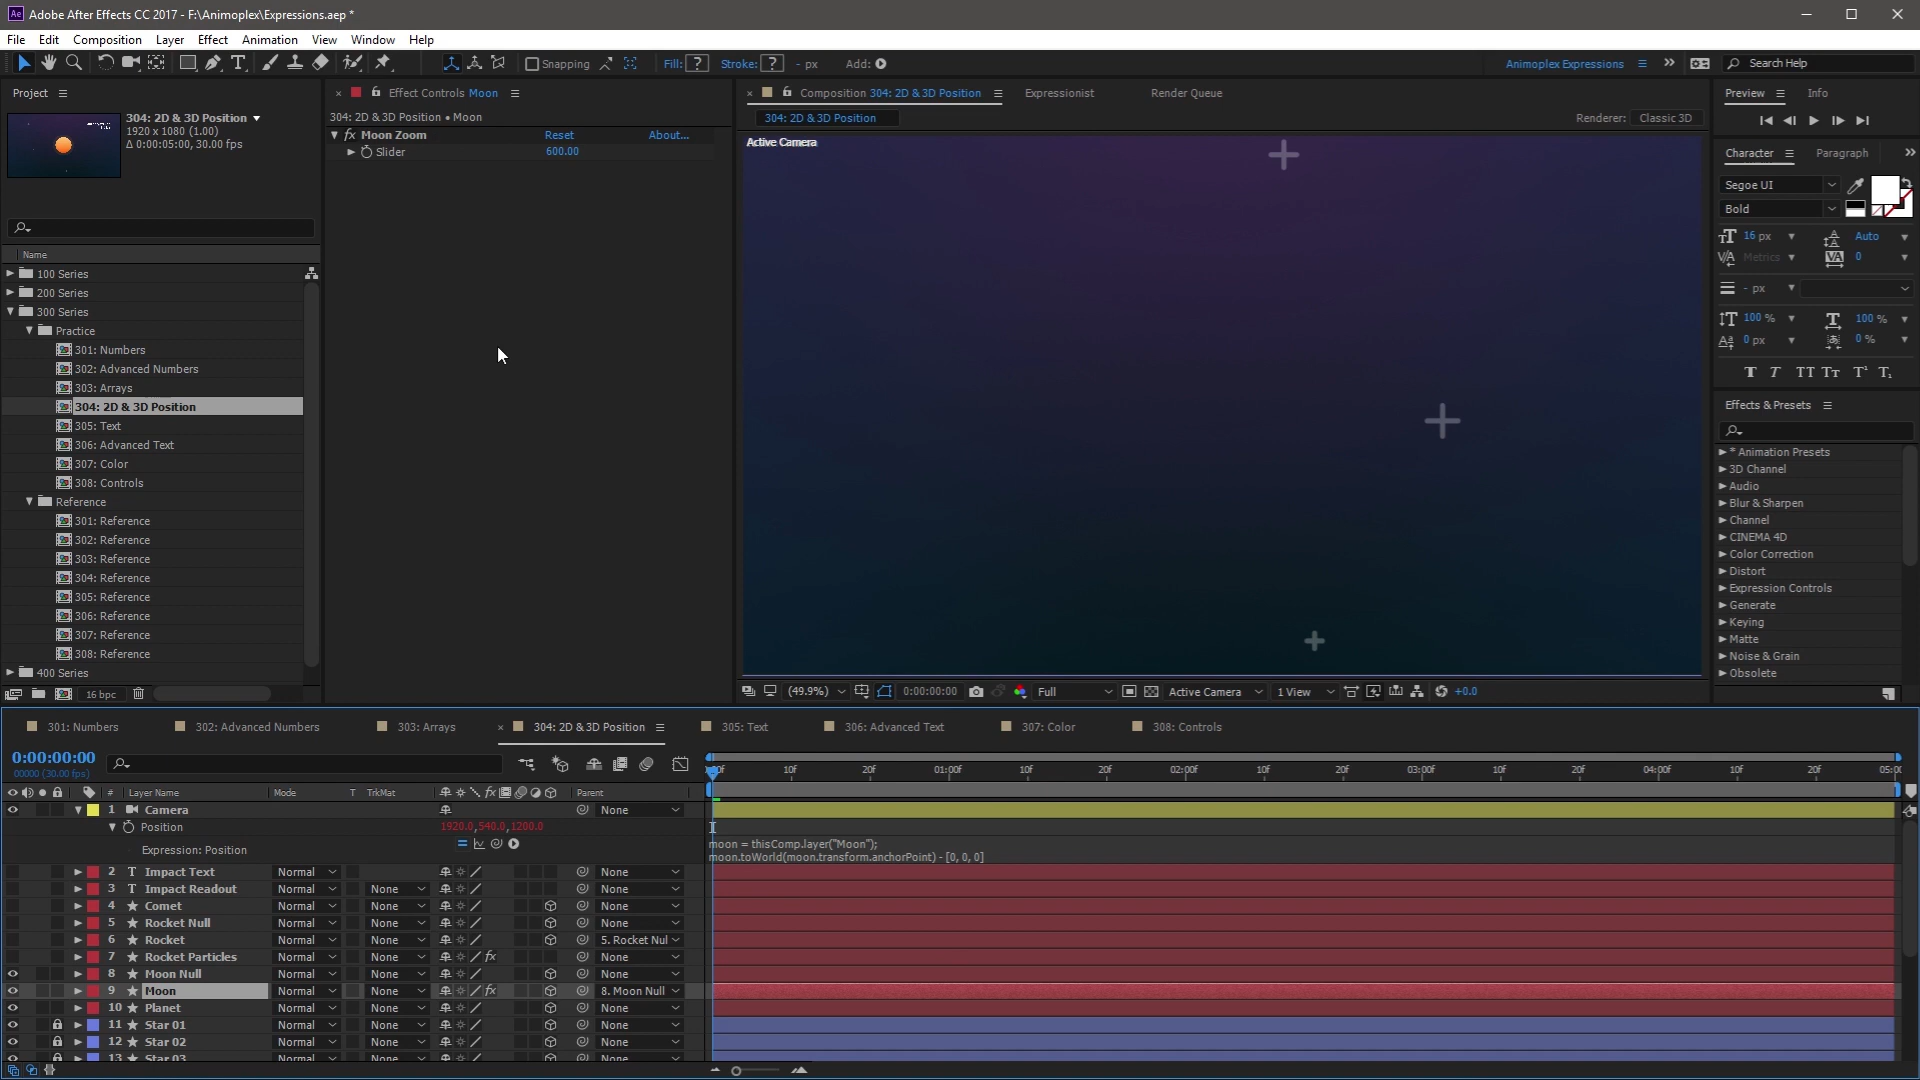 Ae Adobe After Effects CC 2017 - F:\Animoplex\Expressions.aep *
File Edit Composition Layer Effect Animation View Window Help
Snapping Fill: ? Stroke: ? - px Add: Animoplex Expressions Search Help
Project
304: 2D & 3D Position
1920 x 1080 (1.00)
Δ 0:00:05:00, 30.00 fps
Name
100 Series
200 Series
300 Series
Practice
301: Numbers
302: Advanced Numbers
303: Arrays
304: 2D & 3D Position
305: Text
306: Advanced Text
307: Color
308: Controls
Reference
301: Reference
302: Reference
303: Reference
304: Reference
305: Reference
306: Reference
307: Reference
308: Reference
400 Series
16 bpc
Effect Controls Moon
304: 2D & 3D Position • Moon
fx Moon Zoom Reset About...
Slider 600.00
Composition 304: 2D & 3D Position Expressionist Render Queue
304: 2D & 3D Position Renderer: Classic 3D
Active Camera
(49.9%) 0:00:00:00 Full Active Camera 1 View +0.0
Preview Info
Character Paragraph
Segoe UI
Bold
16 px Auto
Metrics 0
- px
100 % 100 %
0 px 0 %
Effects & Presets
* Animation Presets
3D Channel
Audio
Blur & Sharpen
Channel
CINEMA 4D
Color Correction
Distort
Expression Controls
Generate
Keying
Matte
Noise & Grain
Obsolete
301: Numbers 302: Advanced Numbers 303: Arrays 304: 2D & 3D Position 305: Text 306: Advanced Text 307: Color 308: Controls
0:00:00:00
00000 (30.00 fps)
10f 20f 01:00f 10f 20f 02:00f 10f 20f 03:00f 10f 20f 04:00f 10f 20f
# Layer Name Mode T TrkMat fx Parent
1 Camera None
Position 1920.0,540.0,1200.0
Expression: Position
moon = thisComp.layer("Moon");
moon.toWorld(moon.transform.anchorPoint) - [0, 0, 0]
2 T Impact Text Normal None
3 T Impact Readout Normal None None
4 Comet Normal None None
5 Rocket Null Normal None None
6 Rocket Normal None 5. Rocket Nul
7 Rocket Particles Normal None fx None
8 Moon Null Normal None None
9 Moon Normal None fx 8. Moon Null
10 Planet Normal None None
11 Star 01 Normal None None
12 Star 02 Normal None None
13 Star 03 Normal None None